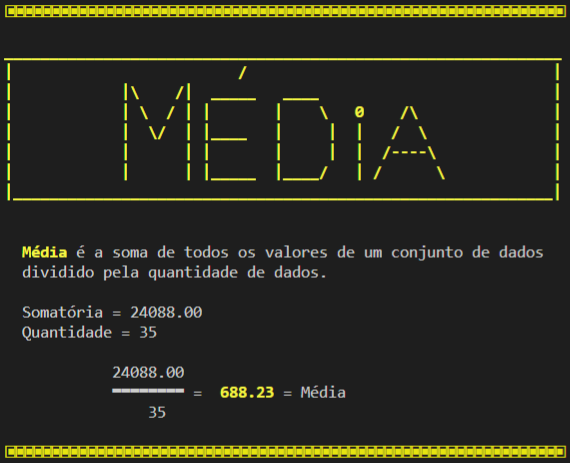 MÉDiA
Média é a soma de todos os valores de um conjunto de dados
dividido pela quantidade de dados.
Somatória = 24088.00
Quantidade = 35
24088.00
= 688.23 = Média
35